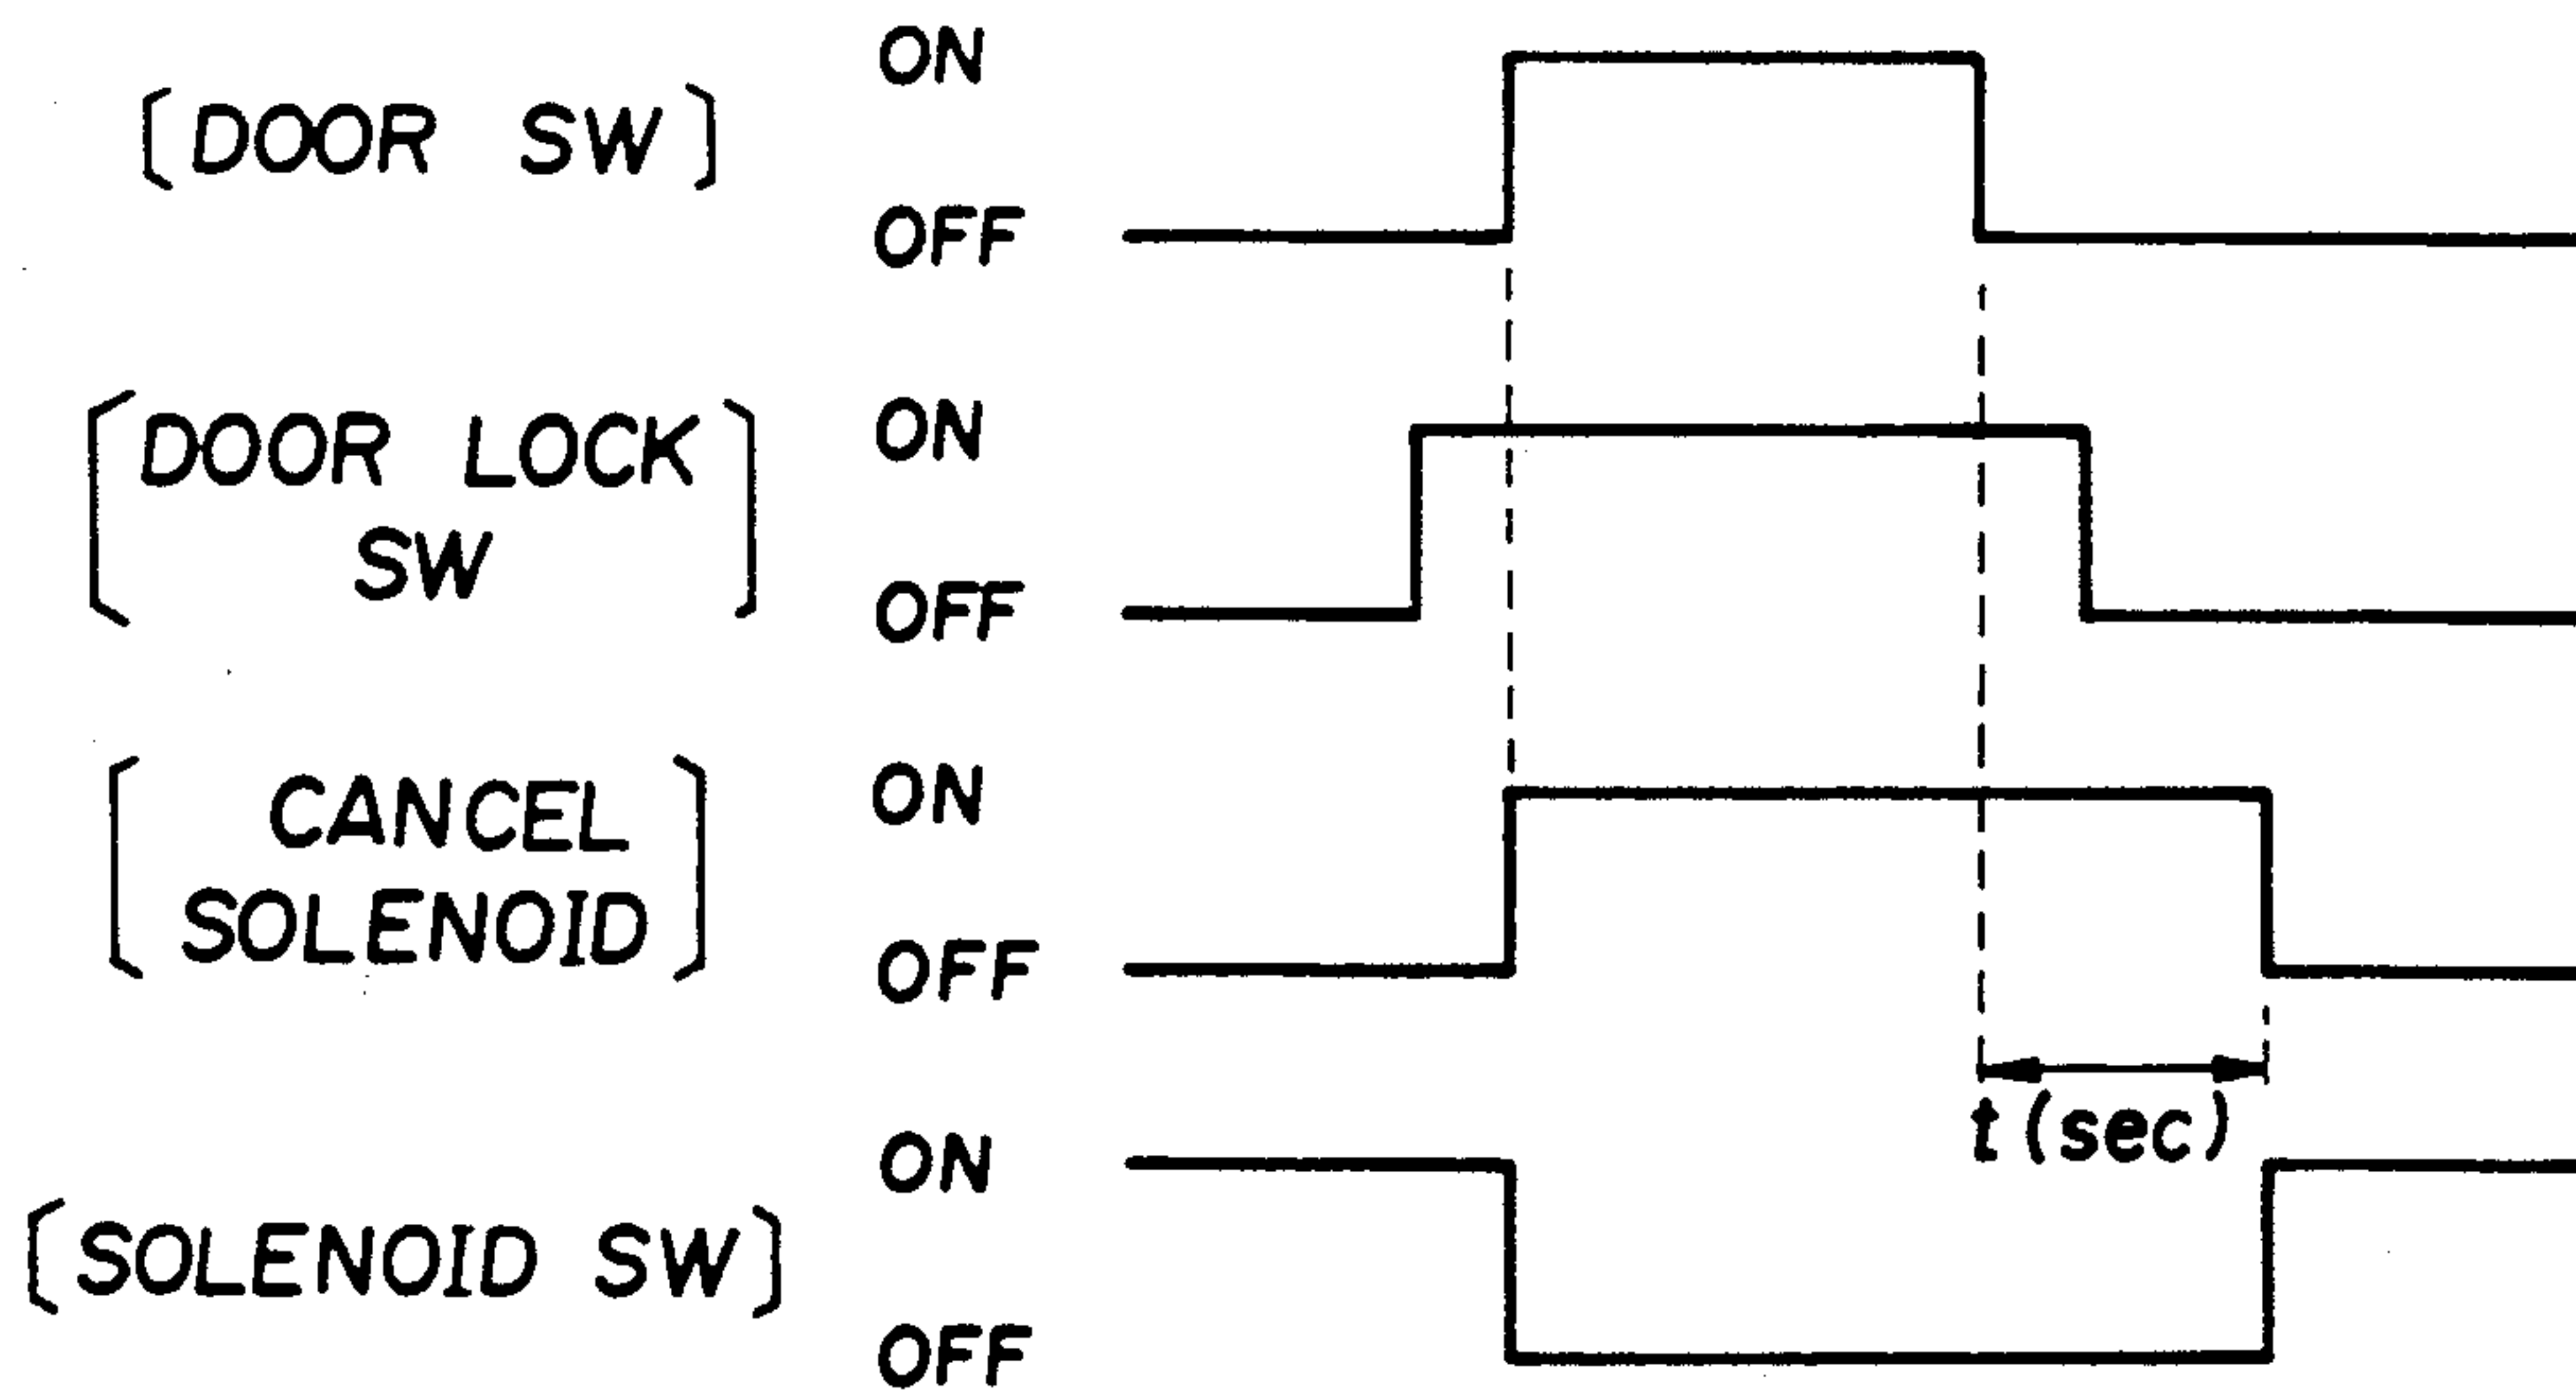 ON
[DOOR SW]
OFF
ON
[DOOR LOCK
SW]
OFF
ON
[CANCEL
SOLENOID]
OFF
t (sec)
ON
[SOLENOID SW]
OFF